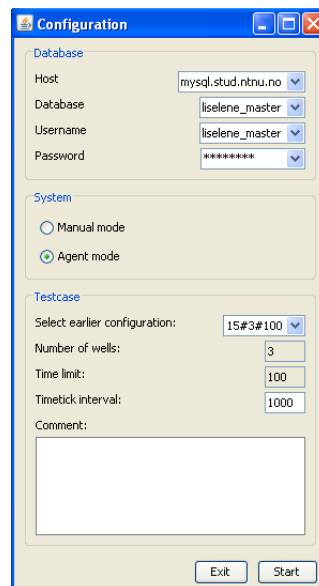 Configuration
Database
Host mysql.stud.ntnu.no
Database liselene_master
Username liselene_master
Password ********
System
Manual mode
Agent mode
Testcase
Select earlier configuration: 15#3#100
Number of wells: 3
Time limit: 100
Timetick interval: 1000
Comment:
Exit Start